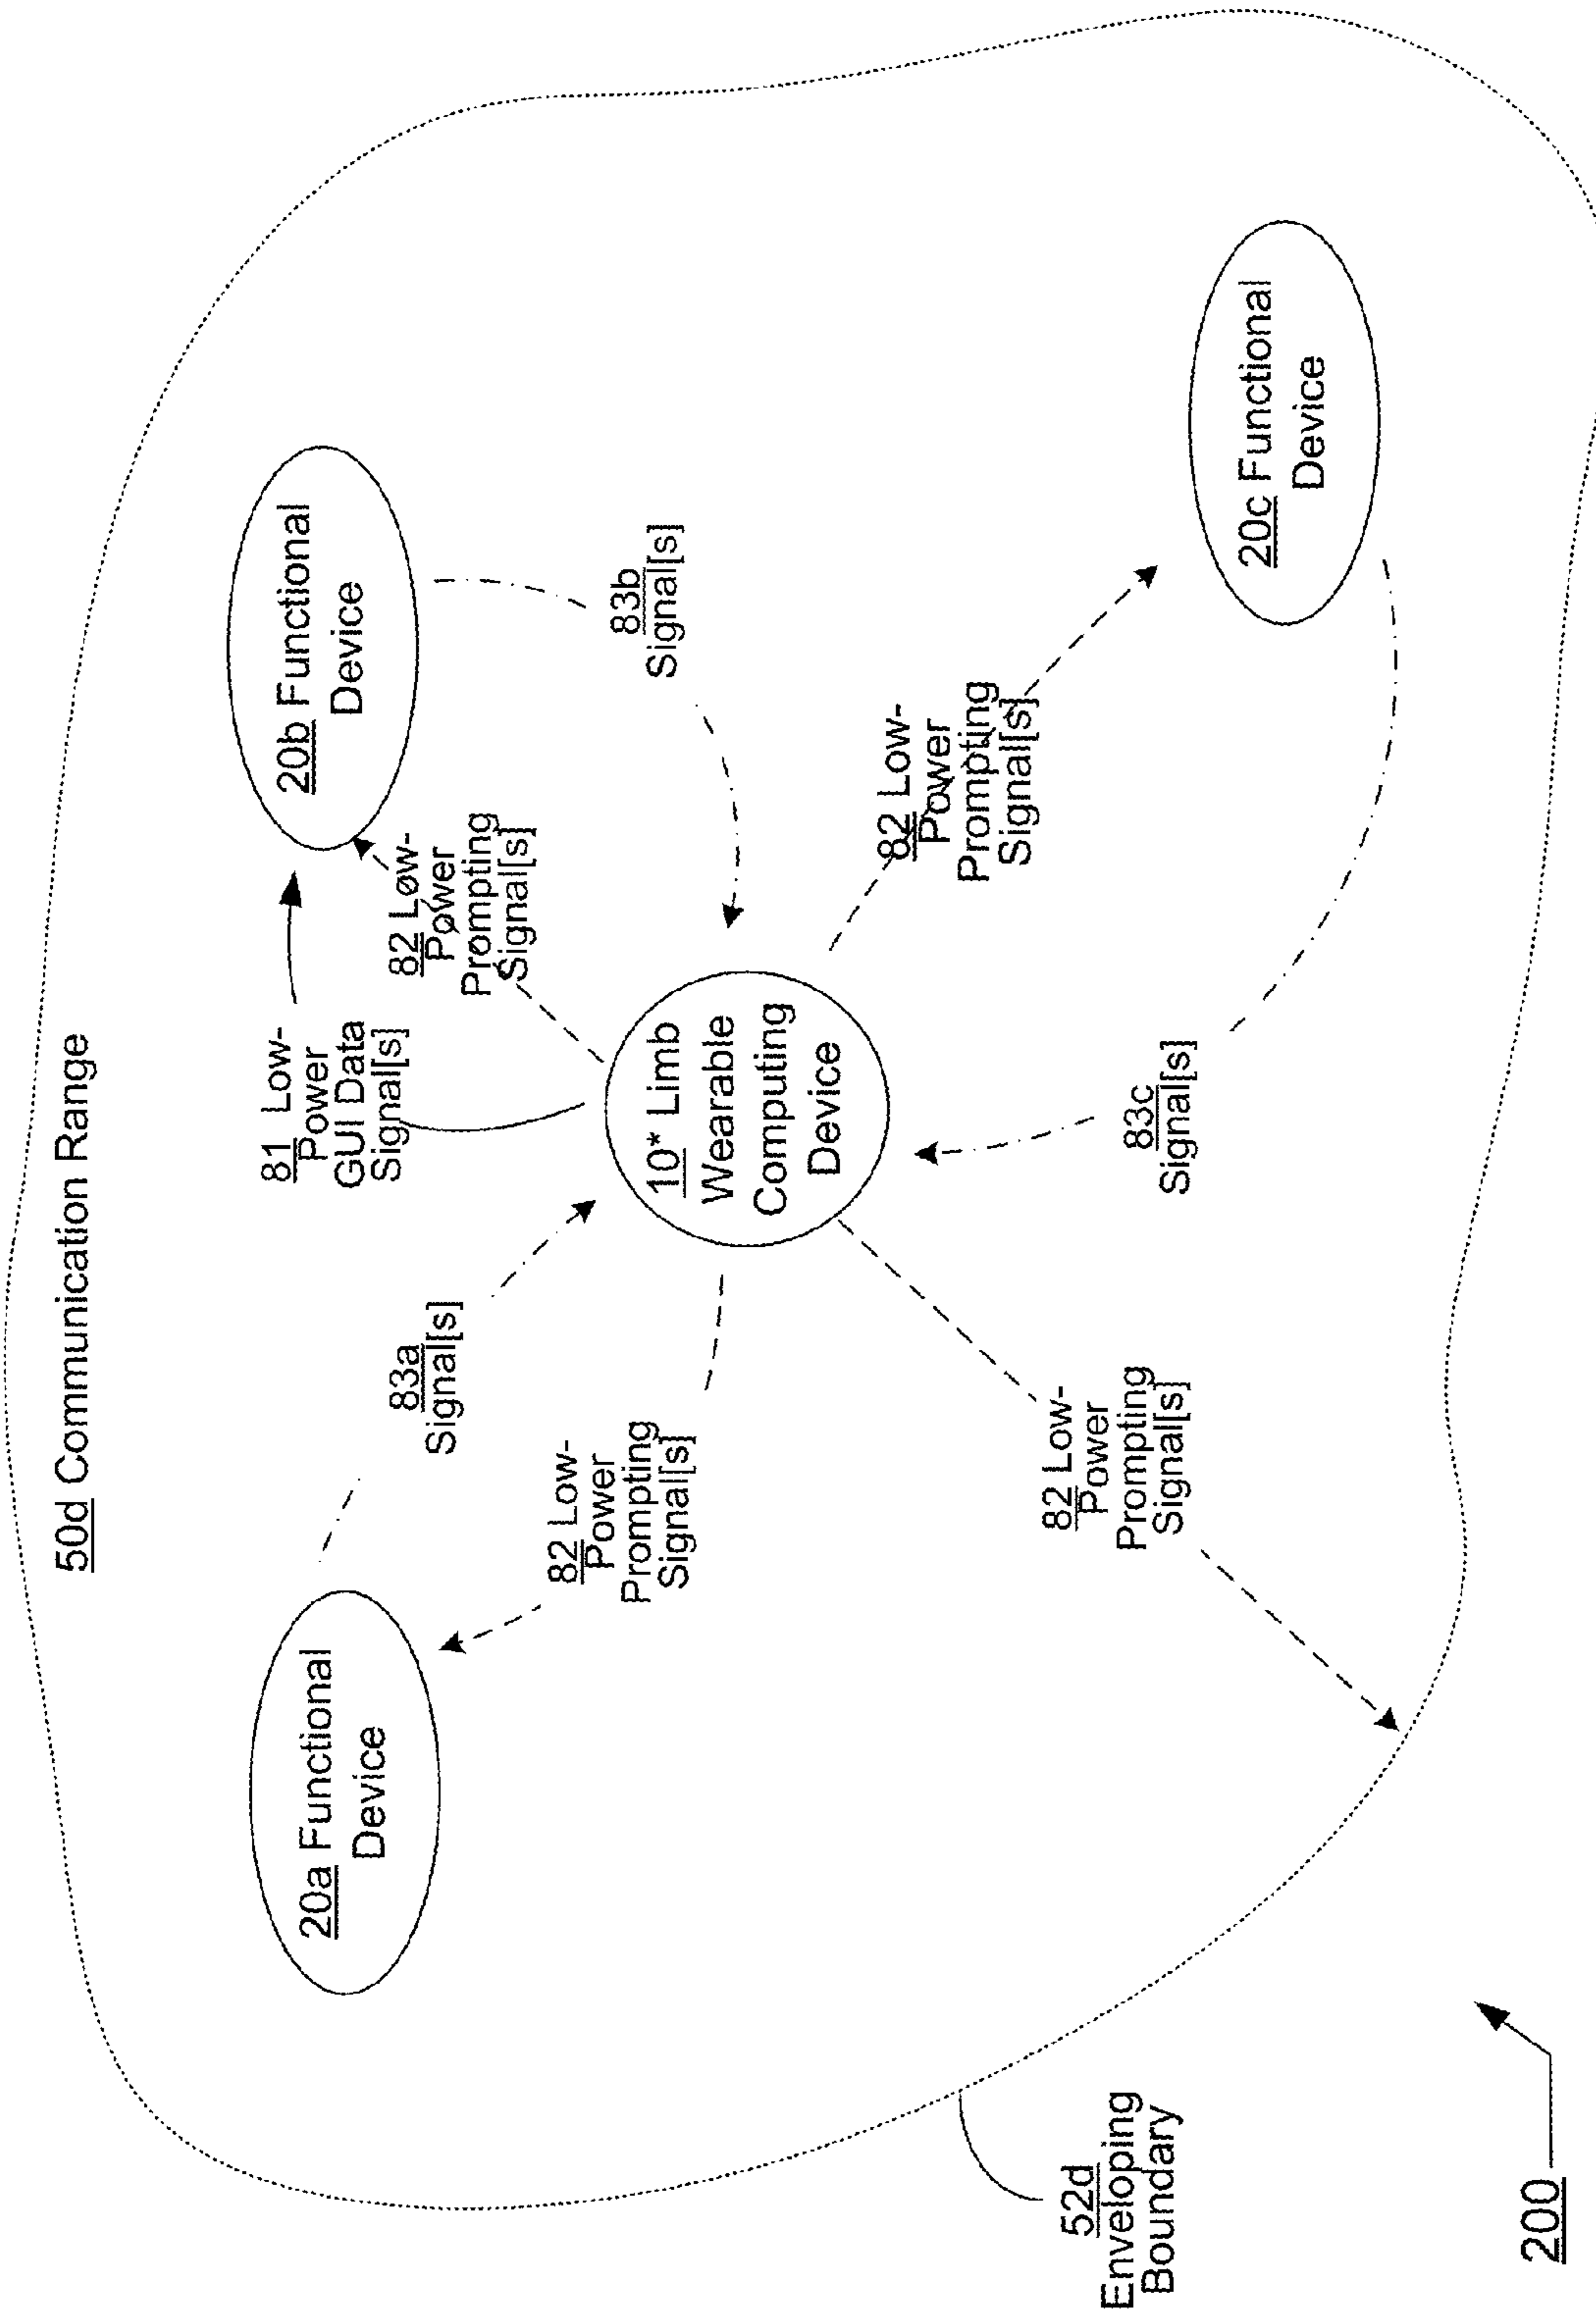 50d Communication Range
20a Functional
Device
83a
Signal[s]
82 Low-
Power
Prompting
Signal[s]
81 Low-
Power
GUI Data
Signal[s]
82 Low-
Power
Prompting
Signal[s]
20b Functional
Device
83b
Signal[s]
10* Limb
Wearable
Computing
Device
82 Low-
Power
Prompting
Signal[s]
20c Functional
Device
83c
Signal[s]
82 Low-
Power
Prompting
Signal[s]
52d
Enveloping
Boundary
200